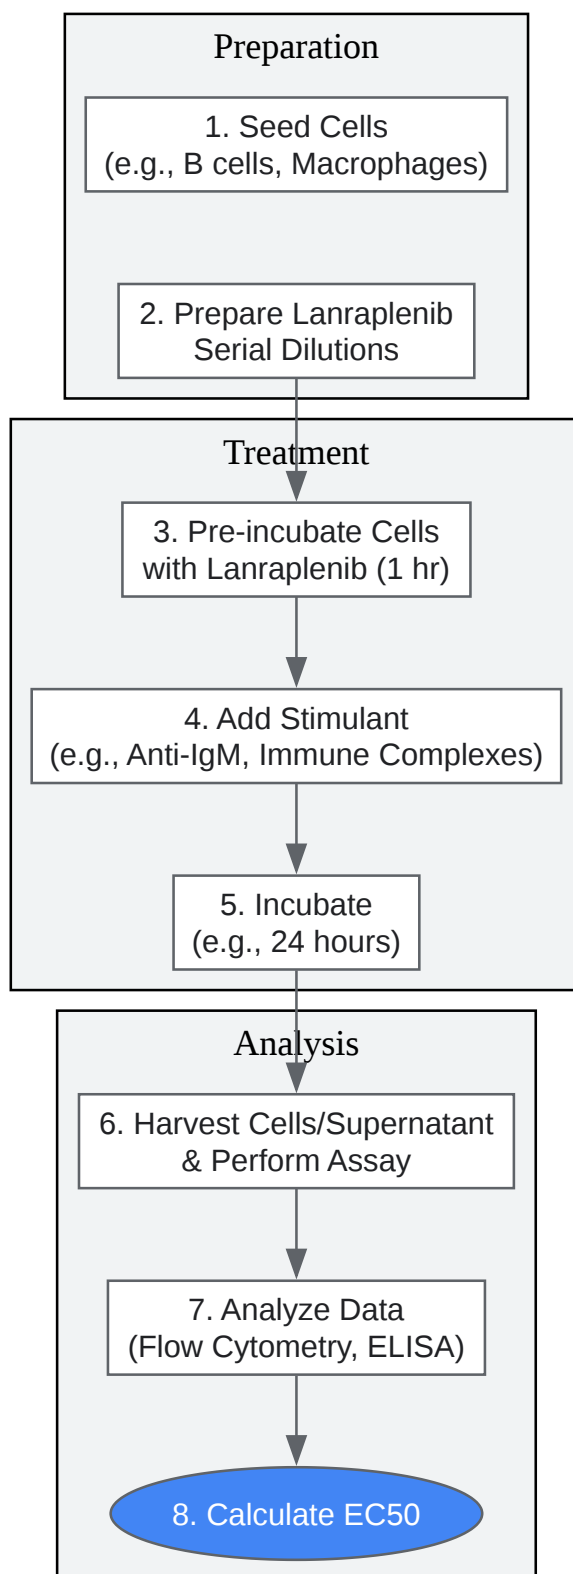 Preparation
1. Seed Cells
(e.g., B cells, Macrophages)
2. Prepare Lanraplenib
Serial Dilutions
Treatment
3. Pre-incubate Cells
with Lanraplenib (1 hr)
4. Add Stimulant
(e.g., Anti-IgM, Immune Complexes)
5. Incubate
(e.g., 24 hours)
Analysis
6. Harvest Cells/Supernatant
& Perform Assay
7. Analyze Data
(Flow Cytometry, ELISA)
8. Calculate EC50